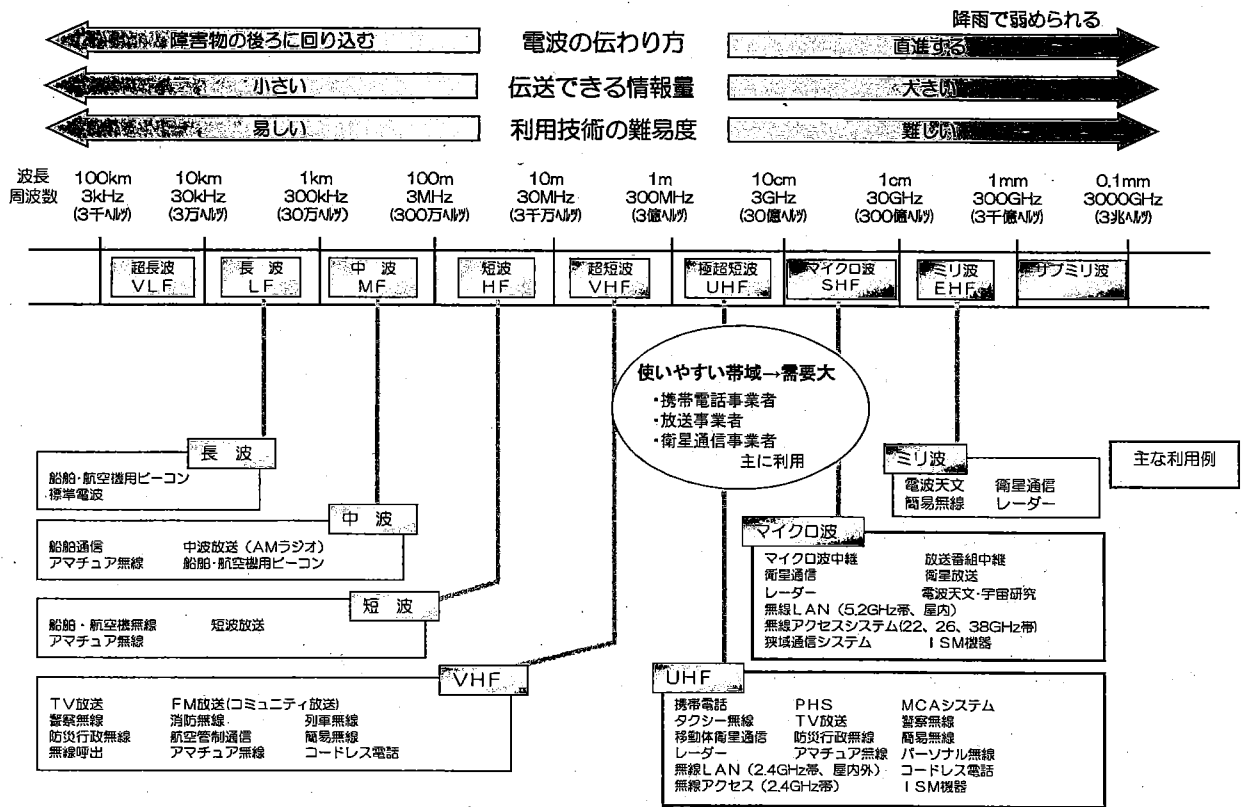 降雨で弱められる
障害物の後ろに回り込む 電波の伝わり方 直進する
小さい 伝送できる情報量 大きい
易しい 利用技術の難易度 難しい
波長 100km 10km 1km 100m 10m 1m 10cm 1cm 1mm 0.1mm
周波数 3kHz 30kHz 300kHz 3MHz 30MHz 300MHz 3GHz 30GHz 300GHz 3000GHz
(3千ヘルツ) (3万ヘルツ) (30万ヘルツ) (300万ヘルツ) (3千万ヘルツ) (3億ヘルツ) (30億ヘルツ) (300億ヘルツ) (3千億ヘルツ) (3兆ヘルツ)
超長波 長波 中波 短波 超短波 極超短波 マイクロ波 ミリ波 サブミリ波
VLF LF MF HF VHF UHF SHF EHF
使いやすい帯域→需要大
・携帯電話事業者
・放送事業者
・衛星通信事業者
主に利用
長波
船舶・航空機用ビーコン
標準電波
中波
船舶通信 中波放送（AMラジオ）
アマチュア無線 船舶・航空機用ビーコン
短波
船舶・航空機無線 短波放送
アマチュア無線
VHF
TV放送 FM放送(コミュニティ放送)
警察無線 消防無線 列車無線
防災行政無線 航空管制通信 簡易無線
無線呼出 アマチュア無線 コードレス電話
UHF
携帯電話 PHS MCAシステム
タクシー無線 TV放送 警察無線
移動体衛星通信 防災行政無線 簡易無線
レーダー アマチュア無線 パーソナル無線
無線LAN（2.4GHz帯、屋内外） コードレス電話
無線アクセス（2.4GHz帯） ISM機器
マイクロ波
マイクロ波中継 放送番組中継
衛星通信 衛星放送
レーダー 電波天文・宇宙研究
無線LAN（5.2GHz帯、屋内）
無線アクセスシステム(22、26、38GHz帯)
狭域通信システム ISM機器
ミリ波
電波天文 衛星通信
簡易無線 レーダー
主な利用例